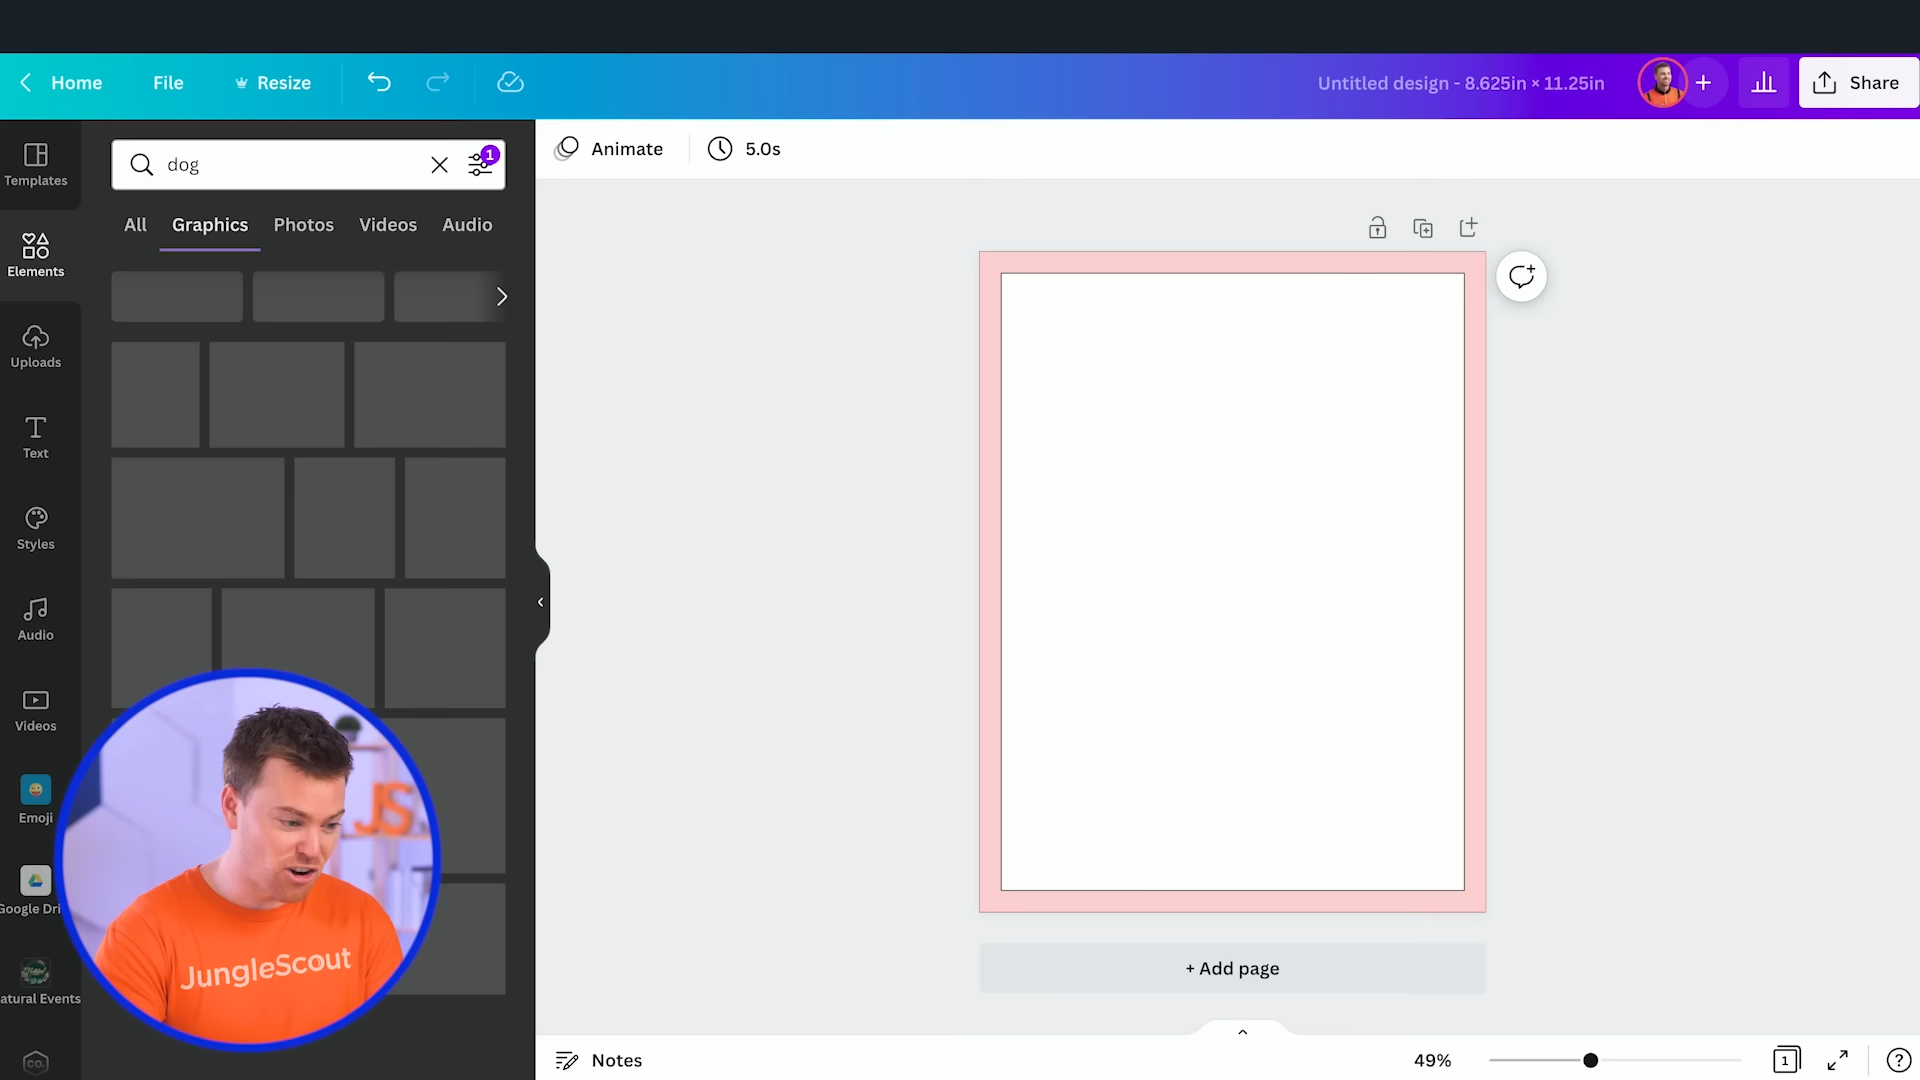 Home
File
Resize
Untitled design - 8.625in × 11.25in
+
Share
Templates
Elements
Uploads
Text
Styles
Audio
Videos
Emoji
Google Dri
atural Events
co.
dog
1
All
Graphics
Photos
Videos
Audio
Animate
5.0s
+ Add page
JS
JungleScout
Notes
49%
1
?